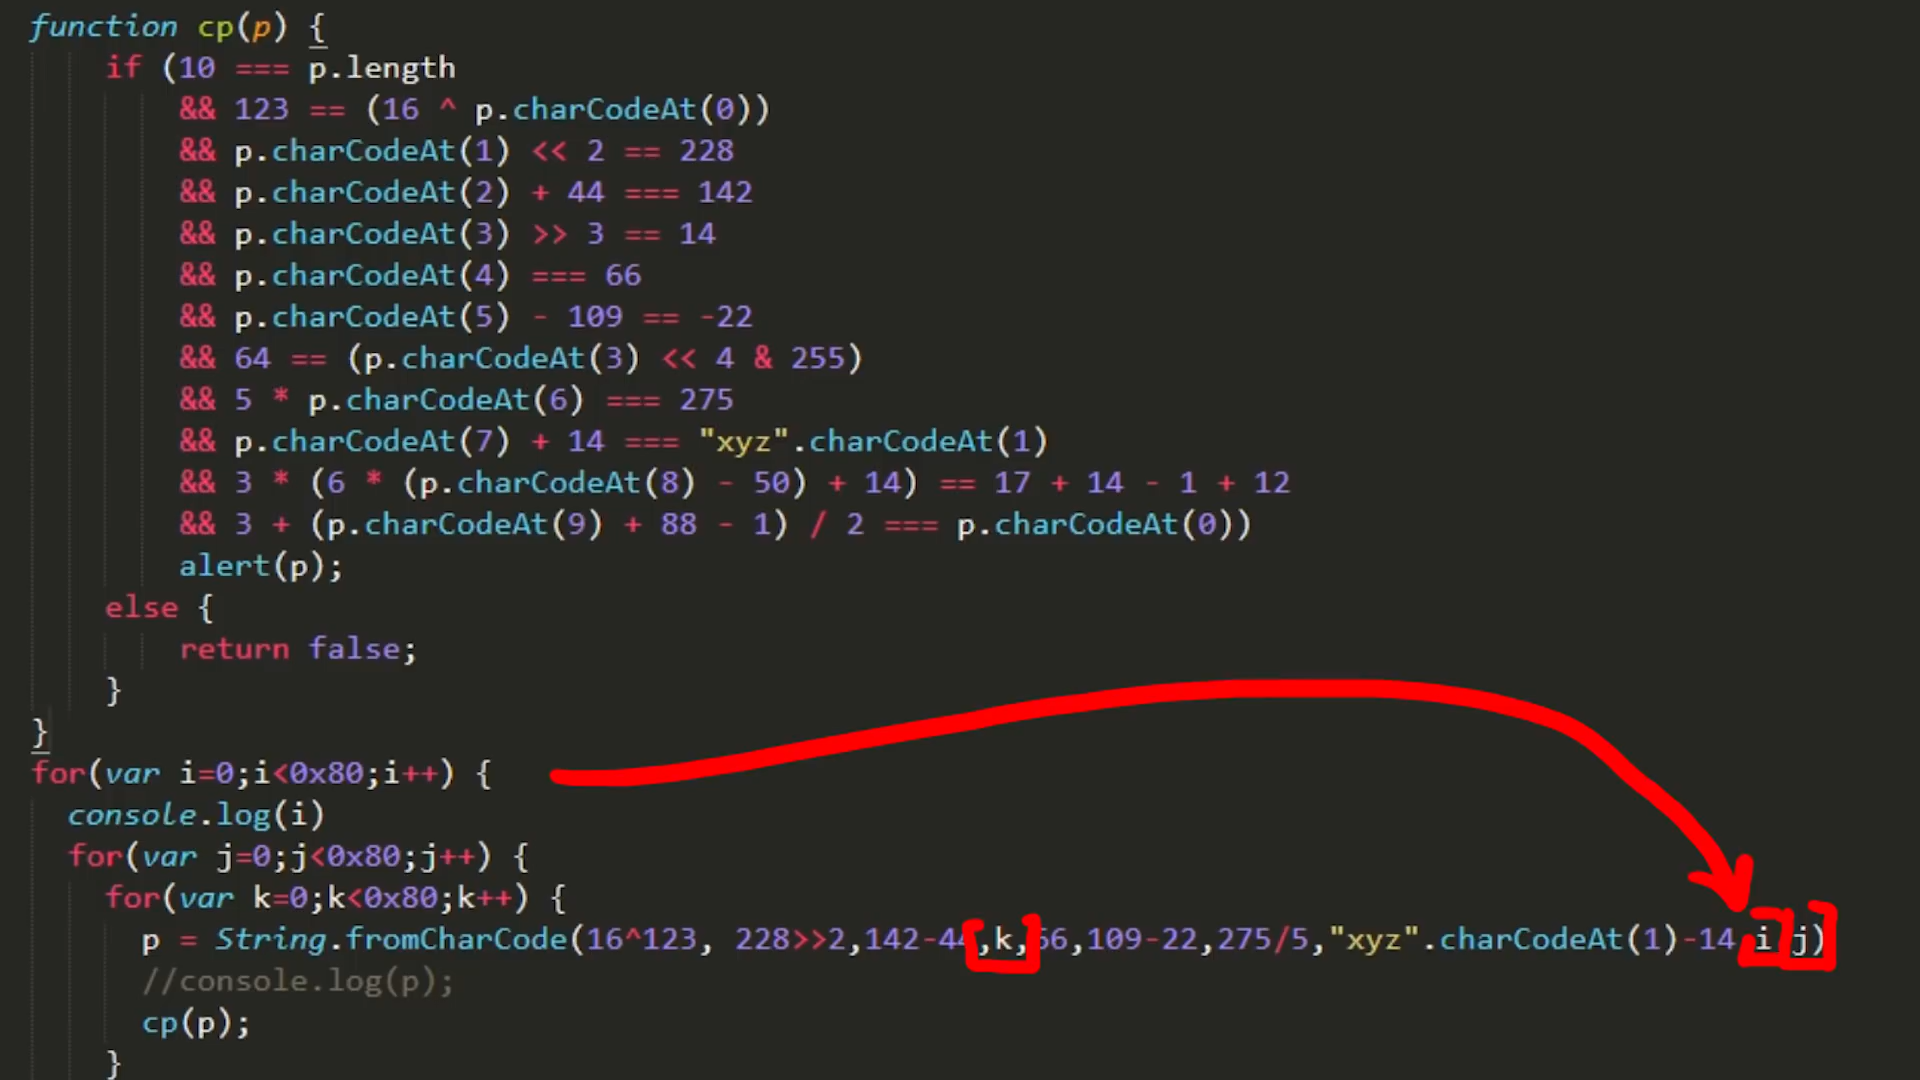 function cp(p) {
if (10 === p.length
&& 123 == (16 ^ p.charCodeAt(0))
&& p.charCodeAt(1) << 2 == 228
&& p.charCodeAt(2) + 44 === 142
&& p.charCodeAt(3) >> 3 == 14
&& p.charCodeAt(4) === 66
&& p.charCodeAt(5) - 109 == -22
&& 64 == (p.charCodeAt(3) << 4 & 255)
&& 5 * p.charCodeAt(6) === 275
&& p.charCodeAt(7) + 14 === "xyz".charCodeAt(1)
&& 3 * (6 * (p.charCodeAt(8) - 50) + 14) == 17 + 14 - 1 + 12
&& 3 + (p.charCodeAt(9) + 88 - 1) / 2 === p.charCodeAt(0))
alert(p);
else {
return false;
}
}
for(var i=0;i<0x80;i++) {
console.log(i)
for(var j=0;j<0x80;j++) {
for(var k=0;k<0x80;k++) {
p = String.fromCharCode(16^123, 228>>2,142-44,k,66,109-22,275/5,"xyz".charCodeAt(1)-14,i,j)
//console.log(p);
cp(p);
}